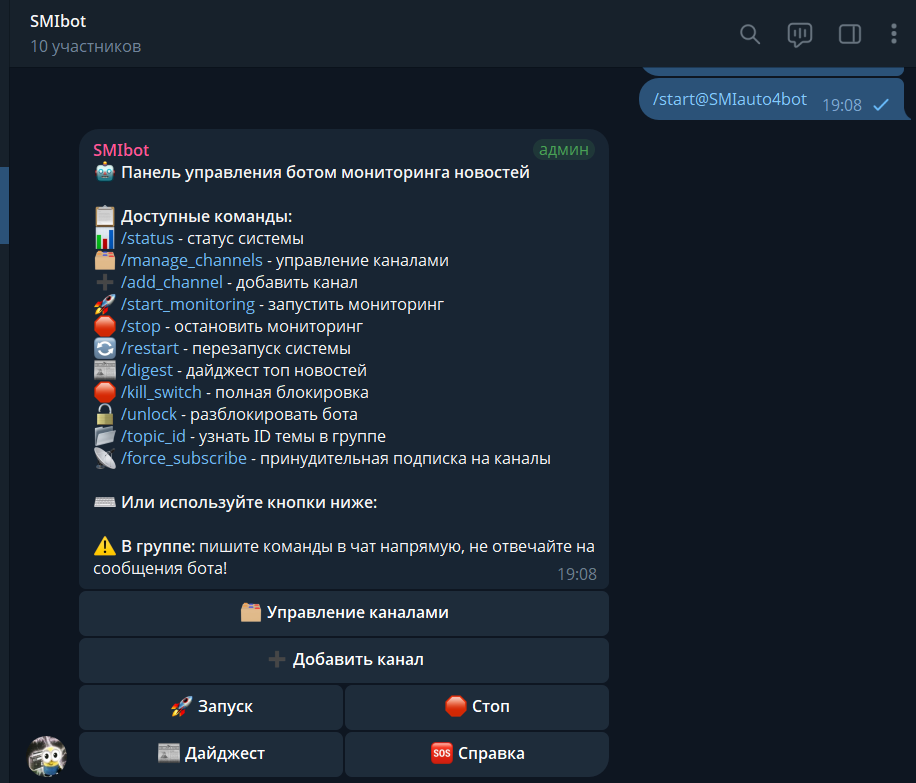 SMIbot
10 участников
/start@SMIauto4bot 19:08
SMIbot админ
Панель управления ботом мониторинга новостей
Доступные команды:
/status - статус системы
/manage_channels - управление каналами
/add_channel - добавить канал
/start_monitoring - запустить мониторинг
/stop - остановить мониторинг
/restart - перезапуск системы
/digest - дайджест топ новостей
/kill_switch - полная блокировка
/unlock - разблокировать бота
/topic_id - узнать ID темы в группе
/force_subscribe - принудительная подписка на каналы
Или используйте кнопки ниже:
В группе: пишите команды в чат напрямую, не отвечайте на
сообщения бота!
19:08
Управление каналами
Добавить канал
Запуск
Стоп
Дайджест
SOS Справка